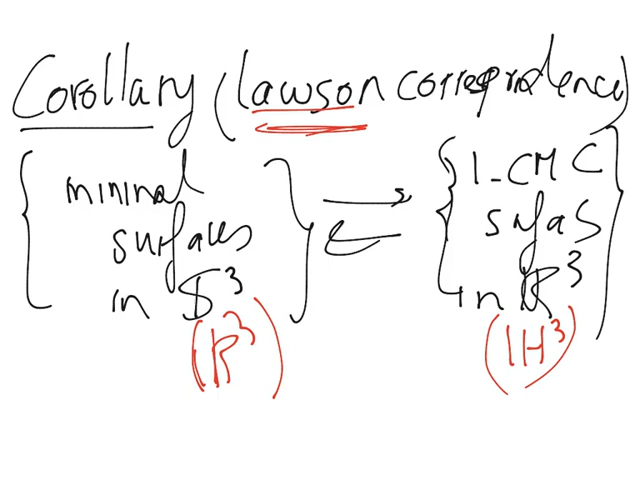 Corollary (Lawson correspondence)
{ minimal surfaces in 𝕊³ } ⇄ { 1-CMC surfaces in ℝ³ }
(ℝ³) (ℍ³)